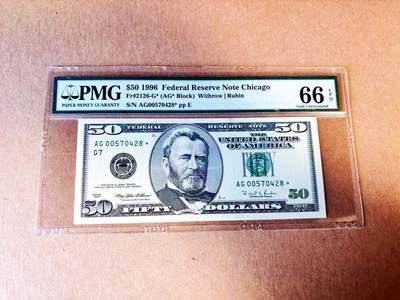 PMG
PAPER MONEY GUARANTY
$50 1996 Federal Reserve Note Chicago
Fr#2126-G* (AG* Block) Withrow | Rubin
S/N AG00570428* pp E
66 EPQ
Gem Uncirculated
50 FEDERAL RESERVE NOTE 50
THE UNITED STATES OF AMERICA
AG 00570428 *
G7
AG 00570428 *
50 FIFTY DOLLARS 50